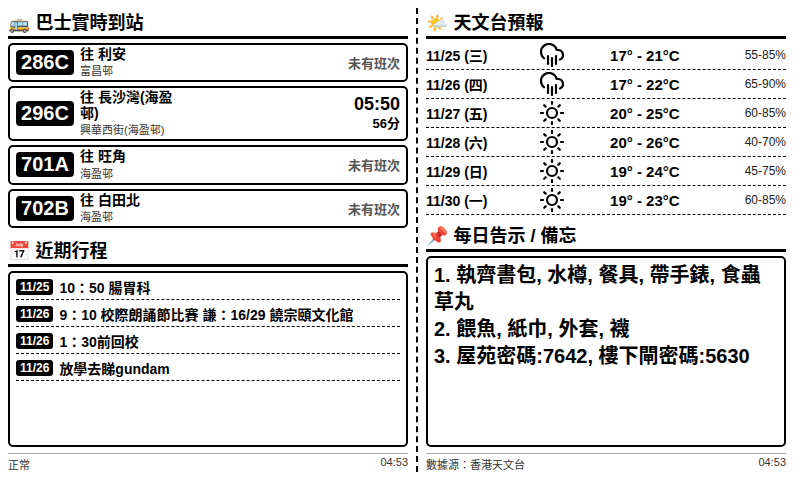 巴士實時到站
286C 往 利安 未有班次
富昌邨
296C 往 長沙灣(海盈
邨) 05:50
興華西街(海盈邨) 56分
701A 往 旺角 未有班次
海盈邨
702B 往 白田北 未有班次
海盈邨
近期行程
11/25 10：50 腸胃科
11/26 9：10 校際朗誦節比賽 謙：16/29 饒宗頤文化館
11/26 1：30前回校
11/26 放學去睇gundam
正常 04:53
天文台預報
11/25 (三) 17° - 21°C 55-85%
11/26 (四) 17° - 22°C 65-90%
11/27 (五) 20° - 25°C 60-85%
11/28 (六) 20° - 26°C 40-70%
11/29 (日) 19° - 24°C 45-75%
11/30 (一) 19° - 23°C 60-85%
每日告示 / 備忘
1. 執齊書包, 水樽, 餐具, 帶手錶, 食蟲
草丸
2. 餵魚, 紙巾, 外套, 襪
3. 屋苑密碼:7642, 樓下閘密碼:5630
數據源：香港天文台 04:53